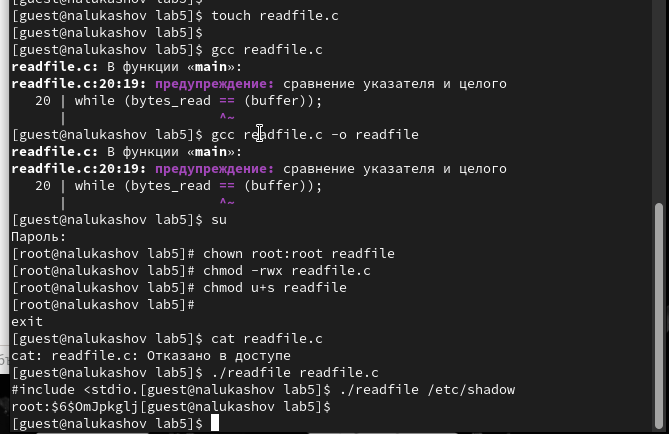 [guest@nalukashov lab5]$ touch readfile.c
[guest@nalukashov lab5]$
[guest@nalukashov lab5]$ gcc readfile.c
readfile.c: В функции «main»:
readfile.c:20:19: предупреждение: сравнение указателя и целого
   20 | while (bytes_read == (buffer));
      |                   ^~
[guest@nalukashov lab5]$ gcc readfile.c -o readfile
readfile.c: В функции «main»:
readfile.c:20:19: предупреждение: сравнение указателя и целого
   20 | while (bytes_read == (buffer));
      |                   ^~
[guest@nalukashov lab5]$ su
Пароль:
[root@nalukashov lab5]# chown root:root readfile
[root@nalukashov lab5]# chmod -rwx readfile.c
[root@nalukashov lab5]# chmod u+s readfile
[root@nalukashov lab5]#
exit
[guest@nalukashov lab5]$ cat readfile.c
cat: readfile.c: Отказано в доступе
[guest@nalukashov lab5]$ ./readfile readfile.c
#include <stdio.[guest@nalukashov lab5]$ ./readfile /etc/shadow
root:$6$OmJpkglj[guest@nalukashov lab5]$
[guest@nalukashov lab5]$